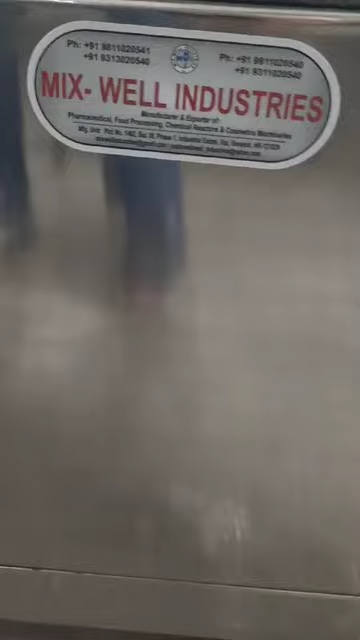 Ph: +91 9811020541
+91 9313020540
Ph: +91 9811020540
+91 9311020540
MIX- WELL INDUSTRIES
Manufacturer & Exporter of:
Pharmaceutical, Food Processing, Chemical Reactors & Cosmetics Machineries